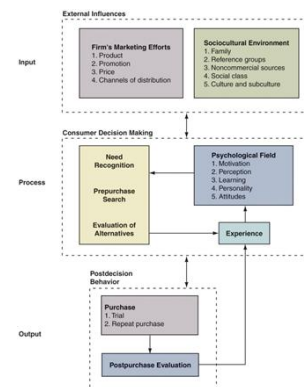 External Influences
Firm's Marketing Efforts
1. Product
2. Promotion
3. Price
4. Channels of distribution
Sociocultural Environment
1. Family
2. Reference groups
3. Noncommercial sources
4. Social class
5. Culture and subculture
Input
Consumer Decision Making
Need
Recognition
Prepurchase
Search
Evaluation of
Alternatives
Psychological Field
1. Motivation
2. Perception
3. Learning
4. Personality
5. Attitudes
Process
Experience
Postdecision
Behavior
Purchase
1. Trial
2. Repeat purchase
Output
Postpurchase Evaluation